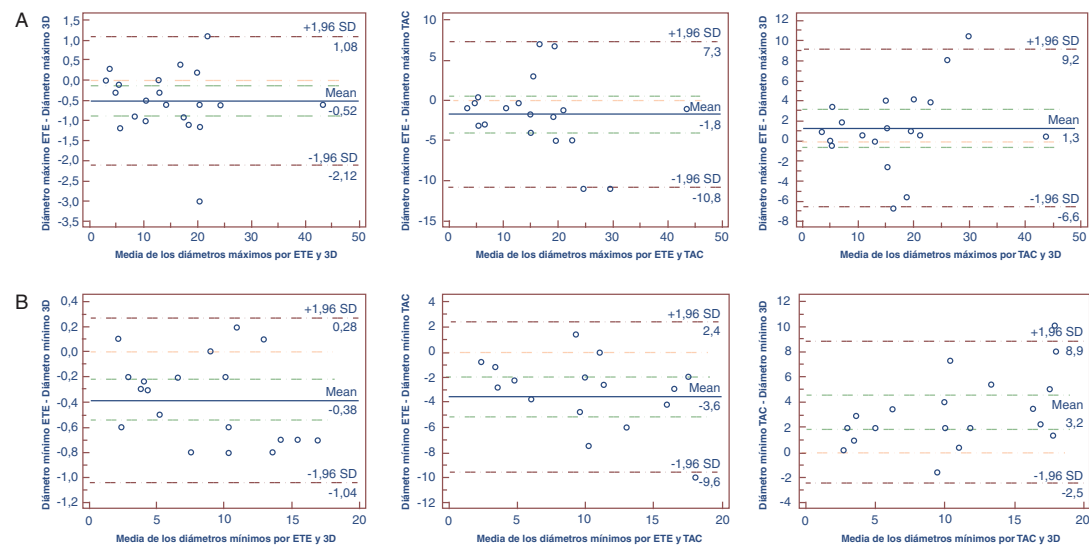 A
Diámetro máximo ETE - Diámetro máximo 3D
1,5
1,0
0,5
0,0
-0,5
-1,0
-1,5
-2,0
-2,5
-3,0
-3,5
+1,96 SD
1,08
Mean
-0,52
-1,96 SD
-2,12
0 10 20 30 40 50
Media de los diámetros máximos por ETE y 3D
Diámetro máximo ETE - Diámetro máximo TAC
10
5
0
-5
-10
-15
+1,96 SD
7,3
Mean
-1,8
-1,96 SD
-10,8
0 10 20 30 40 50
Media de los diámetros máximos por ETE y TAC
Diámetro máximo ETE - Diámetro máximo 3D
12
10
8
6
4
2
0
-2
-4
-6
-8
+1,96 SD
9,2
Mean
1,3
-1,96 SD
-6,6
0 10 20 30 40 50
Media de los diámetros máximos por TAC y 3D
B
Diámetro mínimo ETE - Diámetro mínimo 3D
0,4
0,2
0,0
-0,2
-0,4
-0,6
-0,8
-1,0
-1,2
+1,96 SD
0,28
Mean
-0,38
-1,96 SD
-1,04
0 5 10 15 20
Media de los diámetros mínimos por ETE y 3D
Diámetro mínimo ETE - Diámetro mínimo TAC
4
2
0
-2
-4
-6
-8
-10
-12
+1,96 SD
2,4
Mean
-3,6
-1,96 SD
-9,6
0 5 10 15 20
Media de los diámetros mínimos por ETE y TAC
Diámetro mínimo TAC - Diámetro mínimo 3D
12
10
8
6
4
2
0
-2
-4
+1,96 SD
8,9
Mean
3,2
-1,96 SD
-2,5
0 5 10 15 20
Media de los diámetros mínimos por TAC y 3D